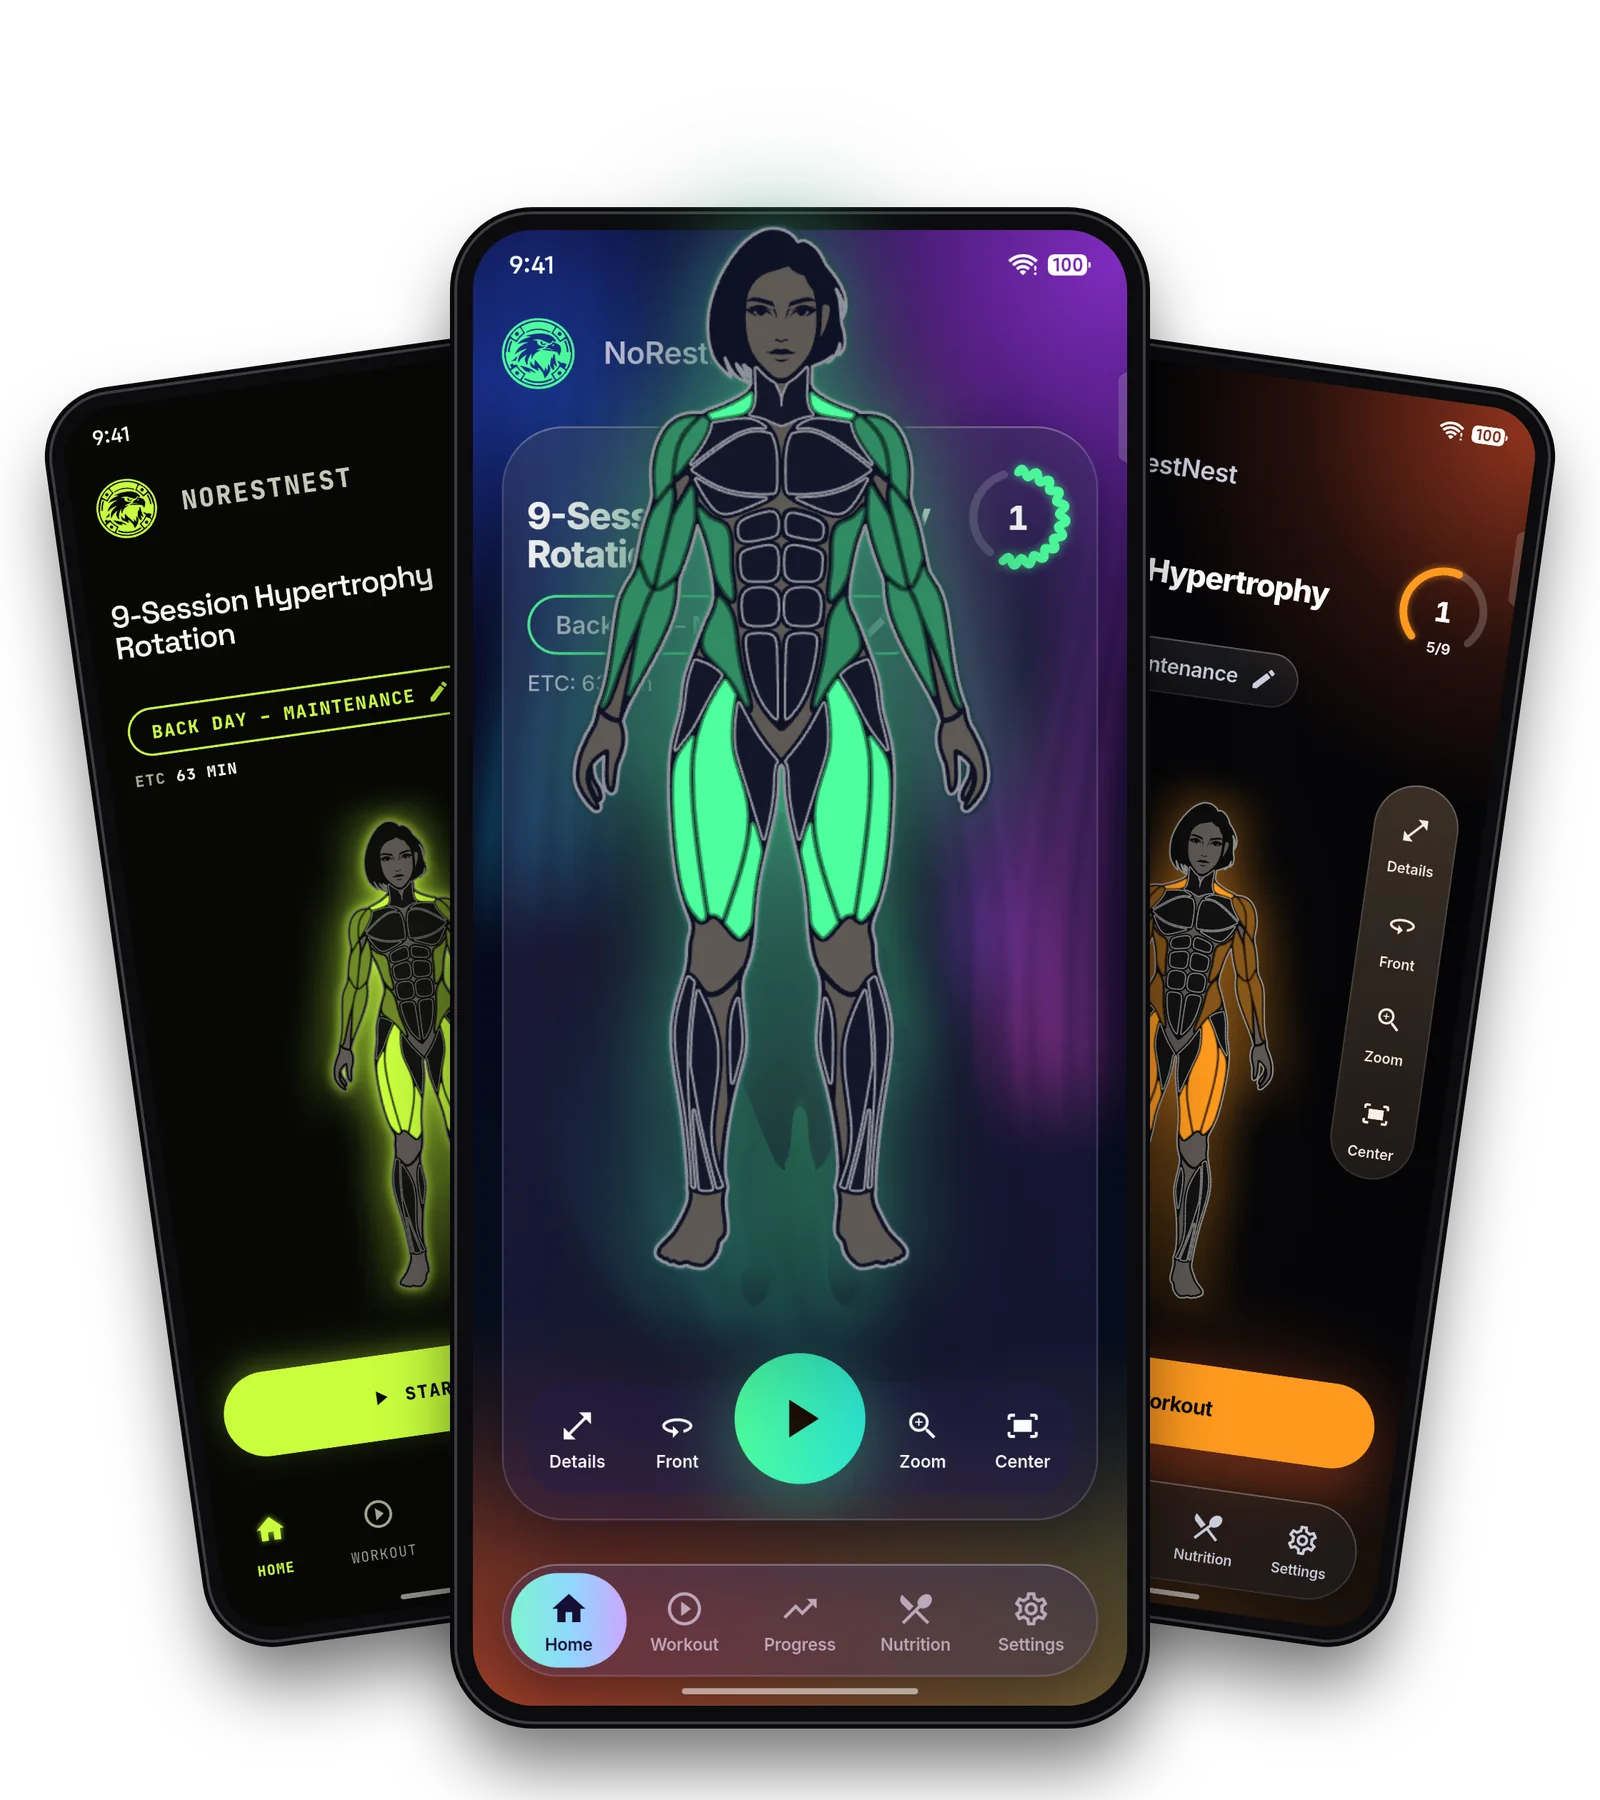 9:41
NORESTNEST
9-Session Hypertrophy
Rotation
BACK DAY – MAINTENANCE
ETC 63 MIN
STAR
HOME
WORKOUT
9:41
100
NoRest
9-Sess
Rotati
1
Back
ETC: 63
Details
Front
Zoom
Center
Home
Workout
Progress
Nutrition
Settings
100
estNest
Hypertrophy
1
5/9
ntenance
Details
Front
Zoom
Center
orkout
Nutrition
Settings